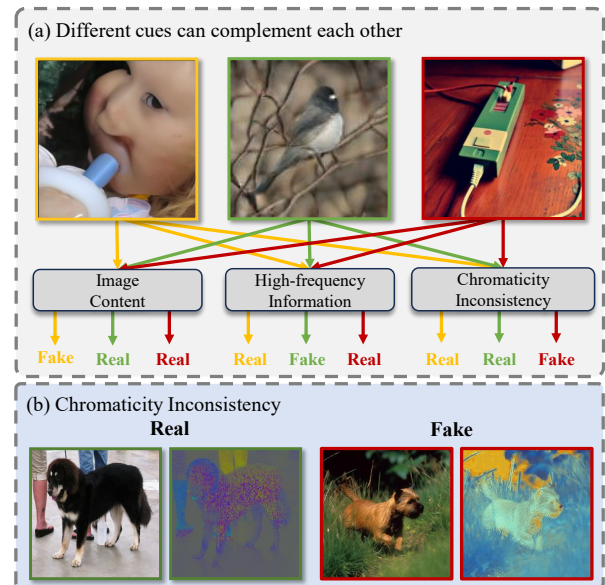 (a) Different cues can complement each other
Image
Content
High-frequency
Information
Chromaticity
Inconsistency
Fake Real Real Real Fake Real Real Real Fake
(b) Chromaticity Inconsistency
Real Fake